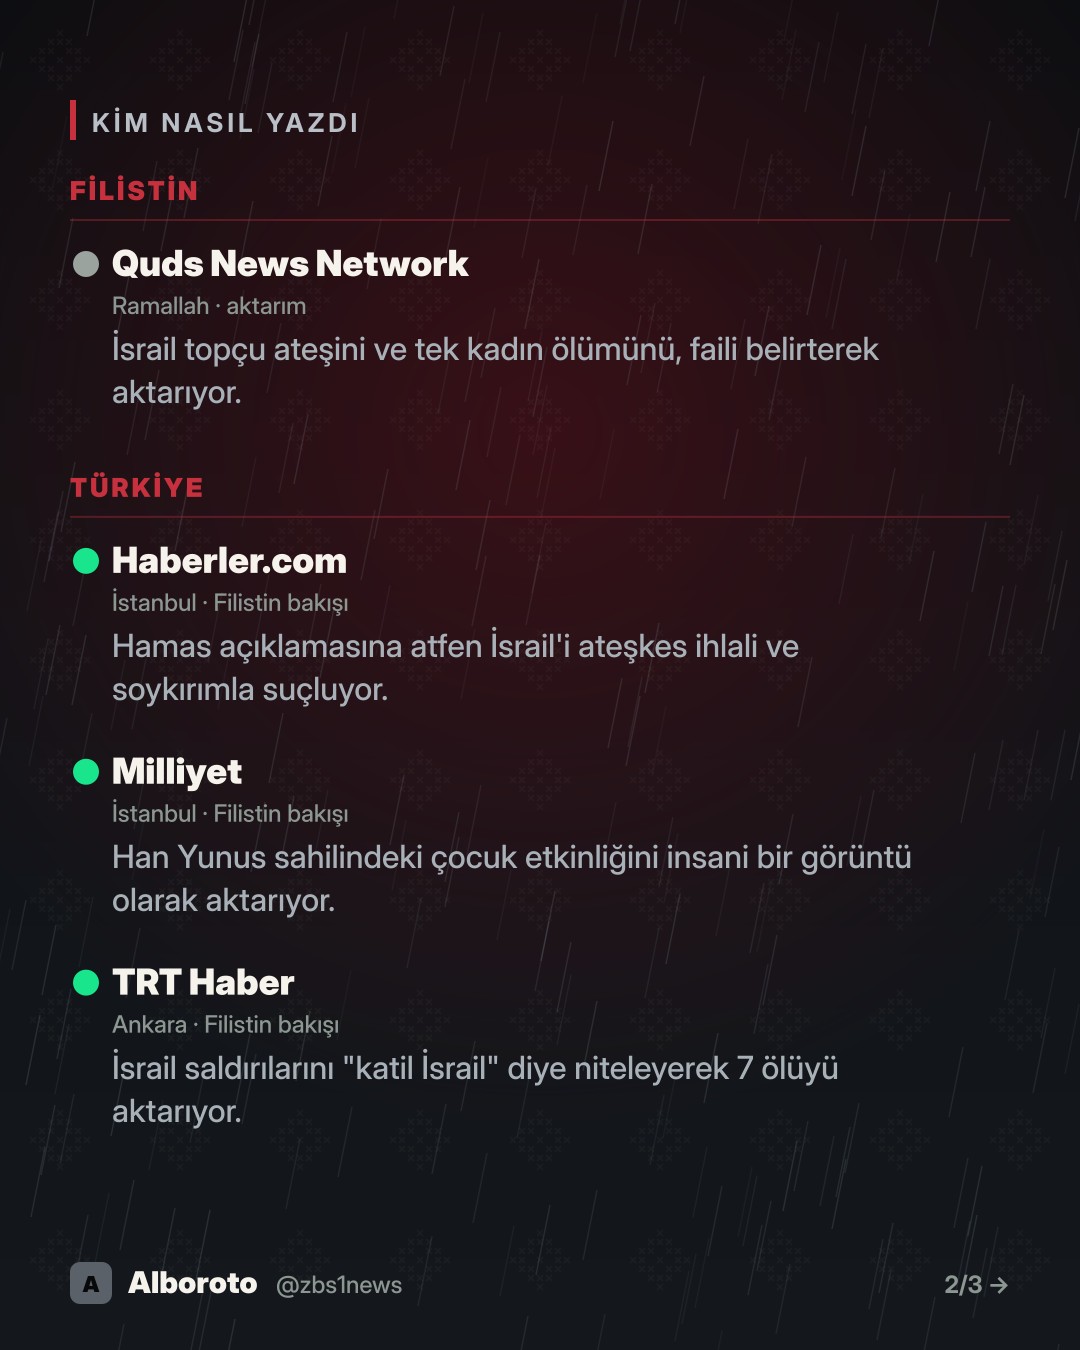 KİM NASIL YAZDI
FİLİSTİN
Quds News Network
Ramallah · aktarım
İsrail topçu ateşini ve tek kadın ölümünü, faili belirterek
aktarıyor.
TÜRKİYE
Haberler.com
İstanbul · Filistin bakışı
Hamas açıklamasına atfen İsrail'i ateşkes ihlali ve
soykırımla suçluyor.
Milliyet
İstanbul · Filistin bakışı
Han Yunus sahilindeki çocuk etkinliğini insani bir görüntü
olarak aktarıyor.
TRT Haber
Ankara · Filistin bakışı
İsrail saldırılarını "katil İsrail" diye niteleyerek 7 ölüyü
aktarıyor.
A Alboroto @zbs1news 2/3 →